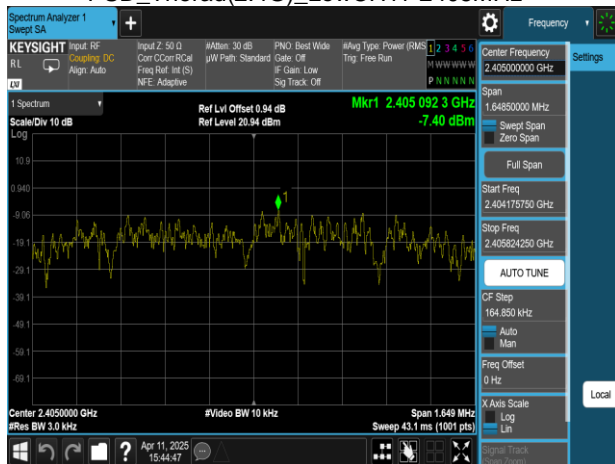 Spectrum Analyzer 1
Swept SA
Frequency
KEYSIGHT
RL
Input: RF
Coupling: DC
Align: Auto
Input Z: 50 Ω
Corr CCorr RCal
Freq Ref: Int (S)
NFE: Adaptive
#Atten: 30 dB
µW Path: Standard
PNO: Best Wide
Gate: Off
IF Gain: Low
Sig Track: Off
#Avg Type: Power (RMS
Trig: Free Run
1 2 3 4 5 6
M W W W W W
P N N N N N
Settings
1 Spectrum
Scale/Div 10 dB
Log
Ref Lvl Offset 0.94 dB
Ref Level 20.94 dBm
Mkr1 2.405 092 3 GHz
-7.40 dBm
10.9
0.940
-9.06
-19.1
-29.1
-39.1
-49.1
-59.1
-69.1
1
Center 2.4050000 GHz
#Res BW 3.0 kHz
#Video BW 10 kHz
Span 1.649 MHz
Sweep 43.1 ms (1001 pts)
Center Frequency
2.405000000 GHz
Span
1.64850000 MHz
Swept Span
Zero Span
Full Span
Start Freq
2.404175750 GHz
Stop Freq
2.405824250 GHz
AUTO TUNE
CF Step
164.850 kHz
Auto
Man
Freq Offset
0 Hz
X Axis Scale
Log
Lin
Signal Track
(Span Zoom)
Local
Apr 11, 2025
15:44:47